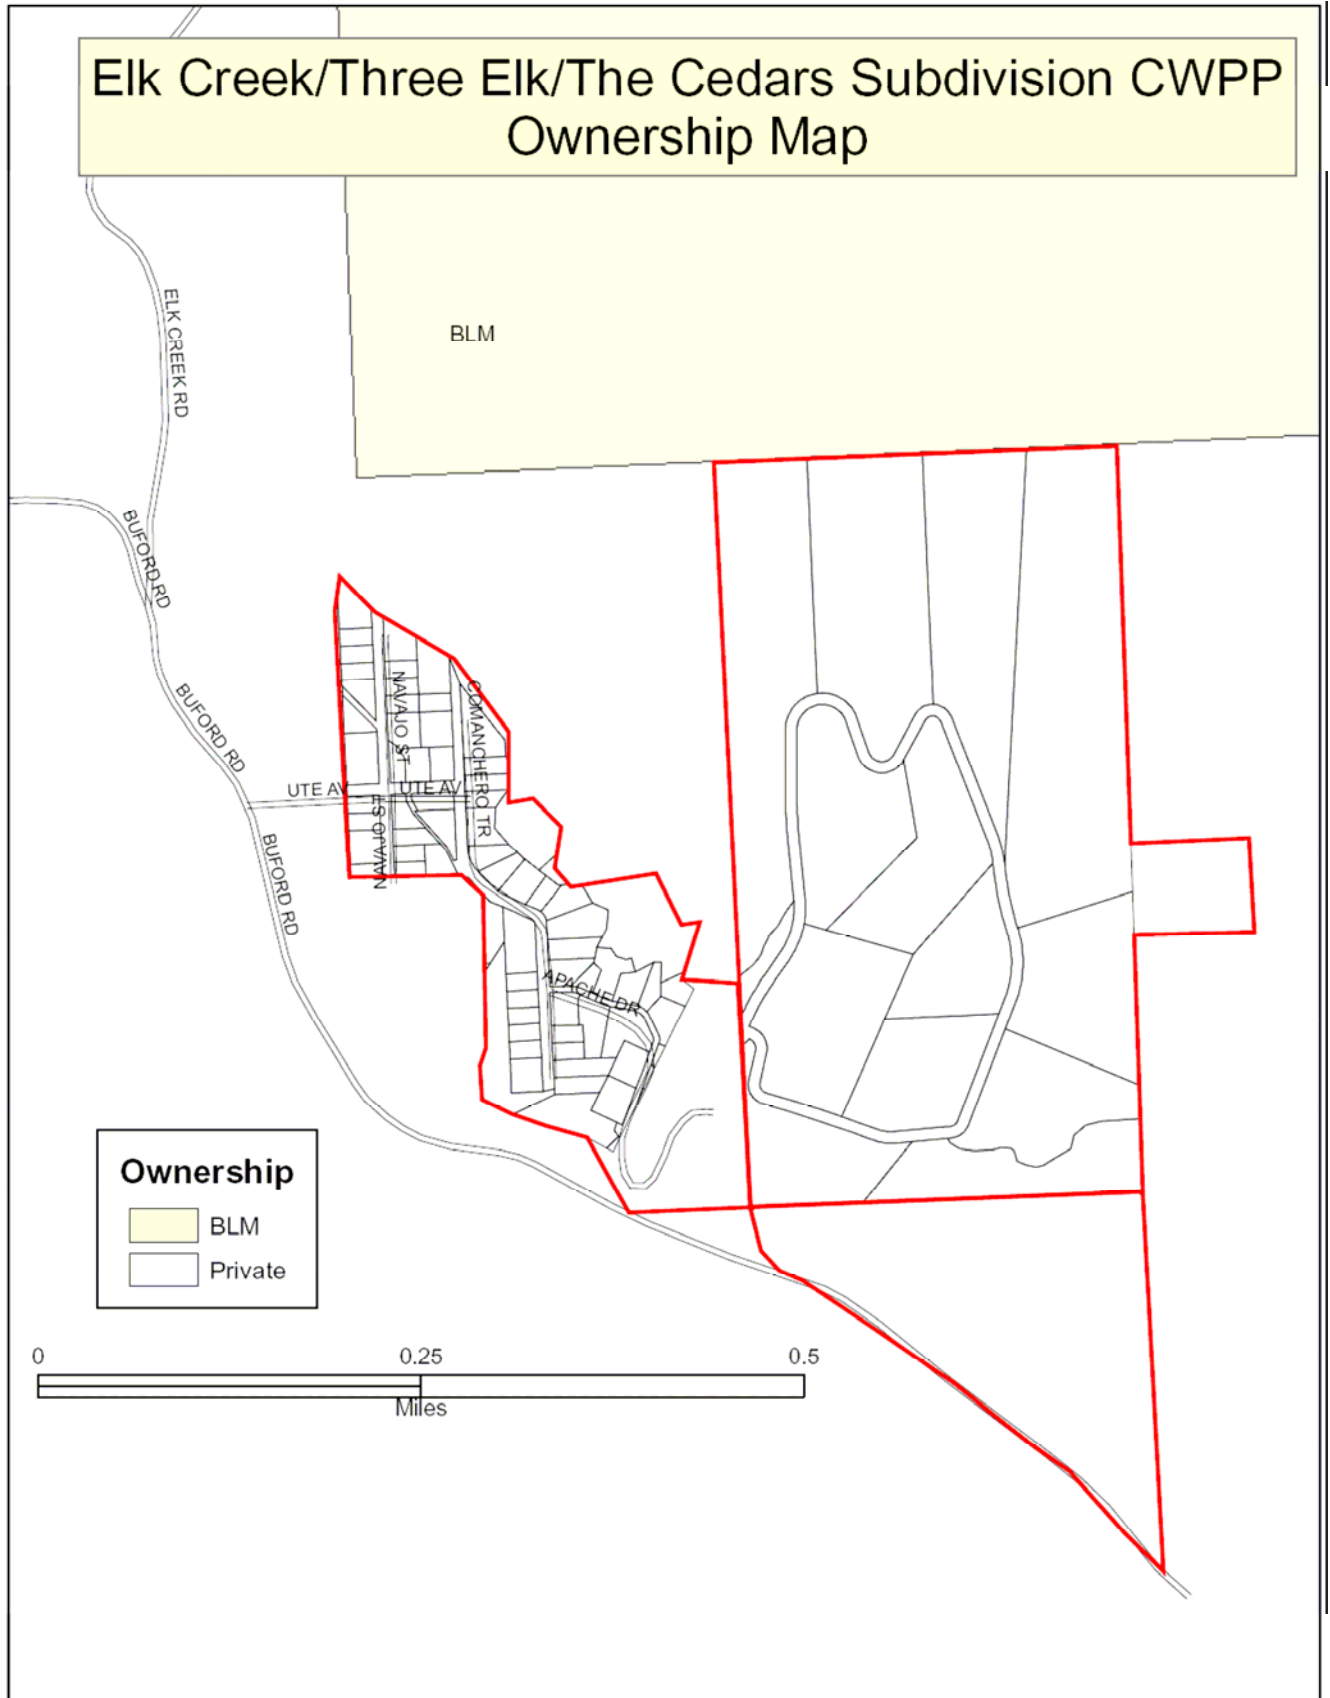 Elk Creek/Three Elk/The Cedars Subdivision CWPP
Ownership Map
BLM
ELK CREEK RD
BUFORD RD
BUFORD RD
NAVAJO ST
COMANCHERO TR
UTE AV
UTE AV
NAVAJO ST
BUFORD RD
APACHE DR
Ownership
BLM
Private
0 0.25 0.5
Miles